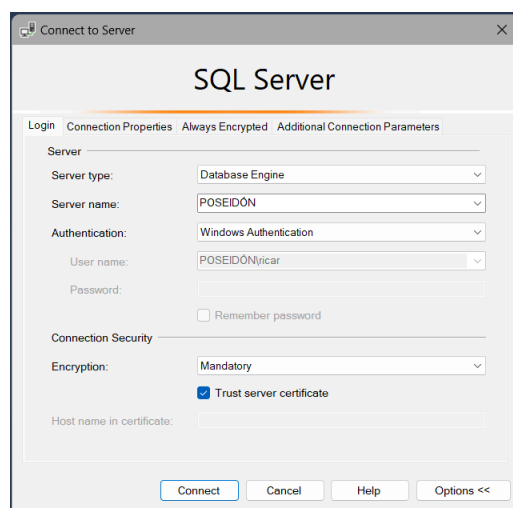 Connect to Server
SQL Server
Login Connection Properties Always Encrypted Additional Connection Parameters
Server
Server type: Database Engine
Server name: POSEIDÓN
Authentication: Windows Authentication
User name: POSEIDÓN\ricar
Password:
Remember password
Connection Security
Encryption: Mandatory
Trust server certificate
Host name in certificate:
Connect Cancel Help Options <<